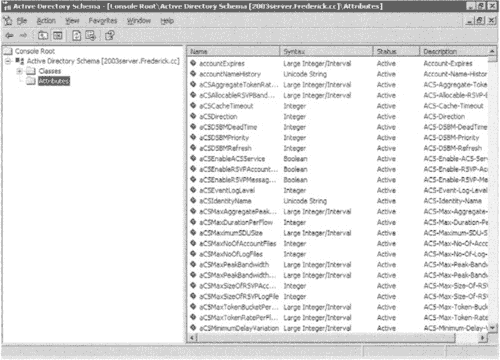 Active Directory Schema - [Console Root\Active Directory Schema [2003server.Frederick.cc]\Attributes]
File Action View Favorites Window Help
Console Root
Active Directory Schema [2003server.Frederick.cc]
Classes
Attributes
Name Syntax Status Description
accountExpires Large Integer/Interval Active Account-Expires
accountNameHistory Unicode String Active Account-Name-Histor
aCSAggregateTokenRat... Large Integer/Interval Active ACS-Aggregate-Toke
aCSAllocableRSVPBand... Large Integer/Interval Active ACS-Allocable-RSVP-I
aCSCacheTimeout Integer Active ACS-Cache-Timeout
aCSDirection Integer Active ACS-Direction
aCSDSBMDeadTime Integer Active ACS-DSBM-DeadTime
aCSDSBMPriority Integer Active ACS-DSBM-Priority
aCSDSBMRefresh Integer Active ACS-DSBM-Refresh
aCSEnableACSService Boolean Active ACS-Enable-ACS-Serv
aCSEnableRSVPAccount... Boolean Active ACS-Enable-RSVP-Ac
aCSEnableRSVPMessag... Boolean Active ACS-Enable-RSVP-Me
aCSEventLogLevel Integer Active ACS-Event-Log-Level
aCSIdentityName Unicode String Active ACS-Identity-Name
aCSMaxAggregatePeak... Large Integer/Interval Active ACS-Max-Aggregate-
aCSMaxDurationPerFlow Integer Active ACS-Max-Duration-Pe
aCSMaximumSDUSize Large Integer/Interval Active ACS-Maximum-SDU-S
aCSMaxNoOfAccountFiles Integer Active ACS-Max-No-Of-Acco
aCSMaxNoOfLogFiles Integer Active ACS-Max-No-Of-Log-
aCSMaxPeakBandwidth Large Integer/Interval Active ACS-Max-Peak-Bandw
aCSMaxPeakBandwidth... Large Integer/Interval Active ACS-Max-Peak-Bandw
aCSMaxSizeOfRSVPAcc... Integer Active ACS-Max-Size-Of-RSV
aCSMaxSizeOfRSVPLogFile Integer Active ACS-Max-Size-Of-RSV
aCSMaxTokenBucketPer... Large Integer/Interval Active ACS-Max-Token-Buck
aCSMaxTokenRatePerFl... Large Integer/Interval Active ACS-Max-Token-Rate
aCSMinimumDelayVariation Large Integer/Interval Active ACS-Minimum-Delay-V